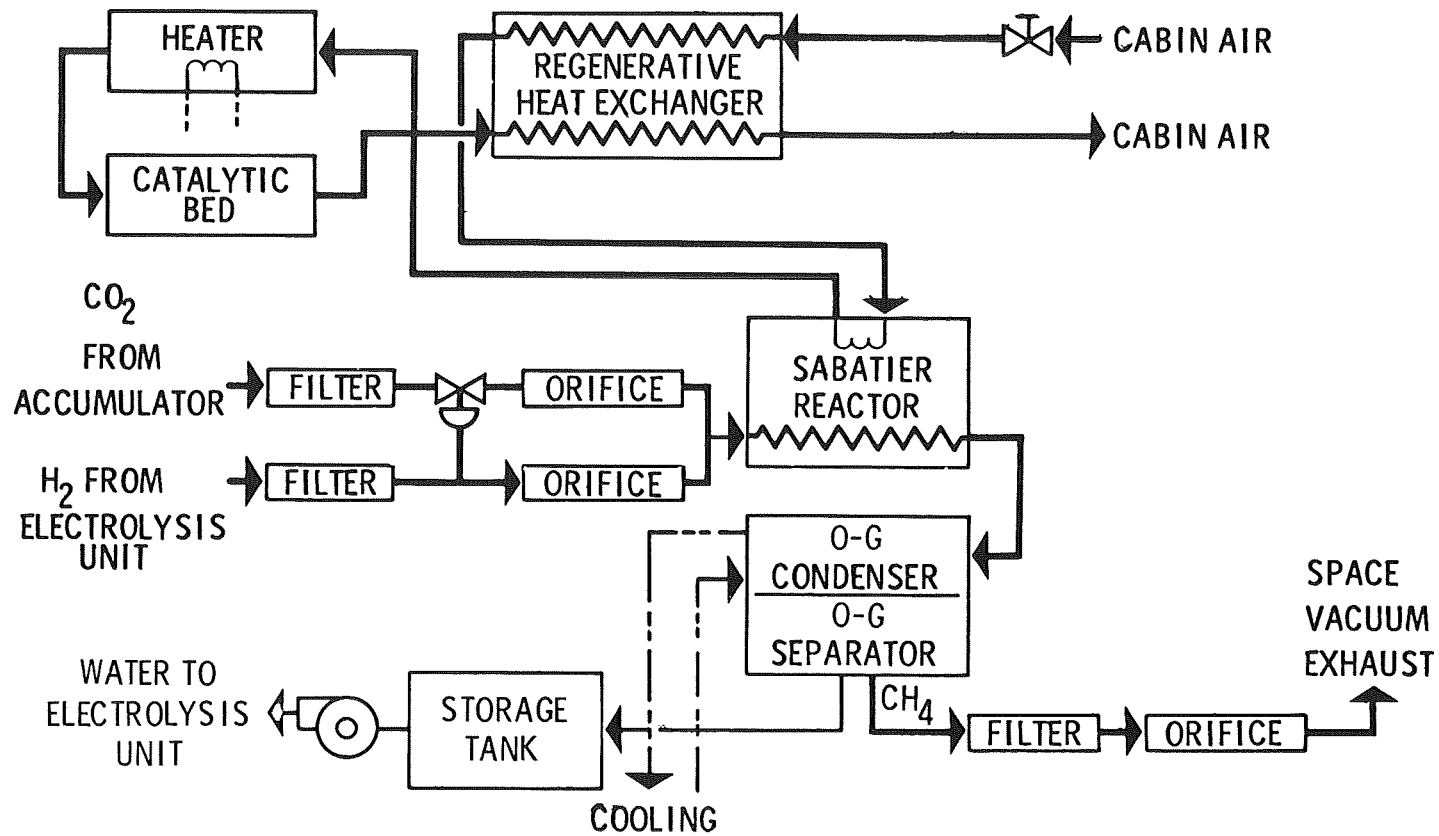 HEATER
REGENERATIVE
HEAT EXCHANGER
CABIN AIR
CABIN AIR
CATALYTIC
BED
CO2
FROM
ACCUMULATOR
FILTER
ORIFICE
SABATIER
REACTOR
H2 FROM
ELECTROLYSIS
UNIT
FILTER
ORIFICE
O-G
CONDENSER
O-G
SEPARATOR
SPACE
VACUUM
EXHAUST
WATER TO
ELECTROLYSIS
UNIT
STORAGE
TANK
CH4
FILTER
ORIFICE
COOLING